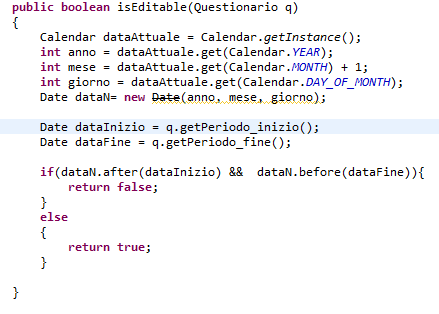 public boolean isEditable(Questionario q)
{
    Calendar dataAttuale = Calendar.getInstance();
    int anno = dataAttuale.get(Calendar.YEAR);
    int mese = dataAttuale.get(Calendar.MONTH) + 1;
    int giorno = dataAttuale.get(Calendar.DAY_OF_MONTH);
    Date dataN= new Date(anno, mese, giorno);
    Date dataInizio = q.getPeriodo_inizio();
    Date dataFine = q.getPeriodo_fine();
    if(dataN.after(dataInizio) &&  dataN.before(dataFine)){
        return false;
    }
    else
    {
        return true;
    }
}